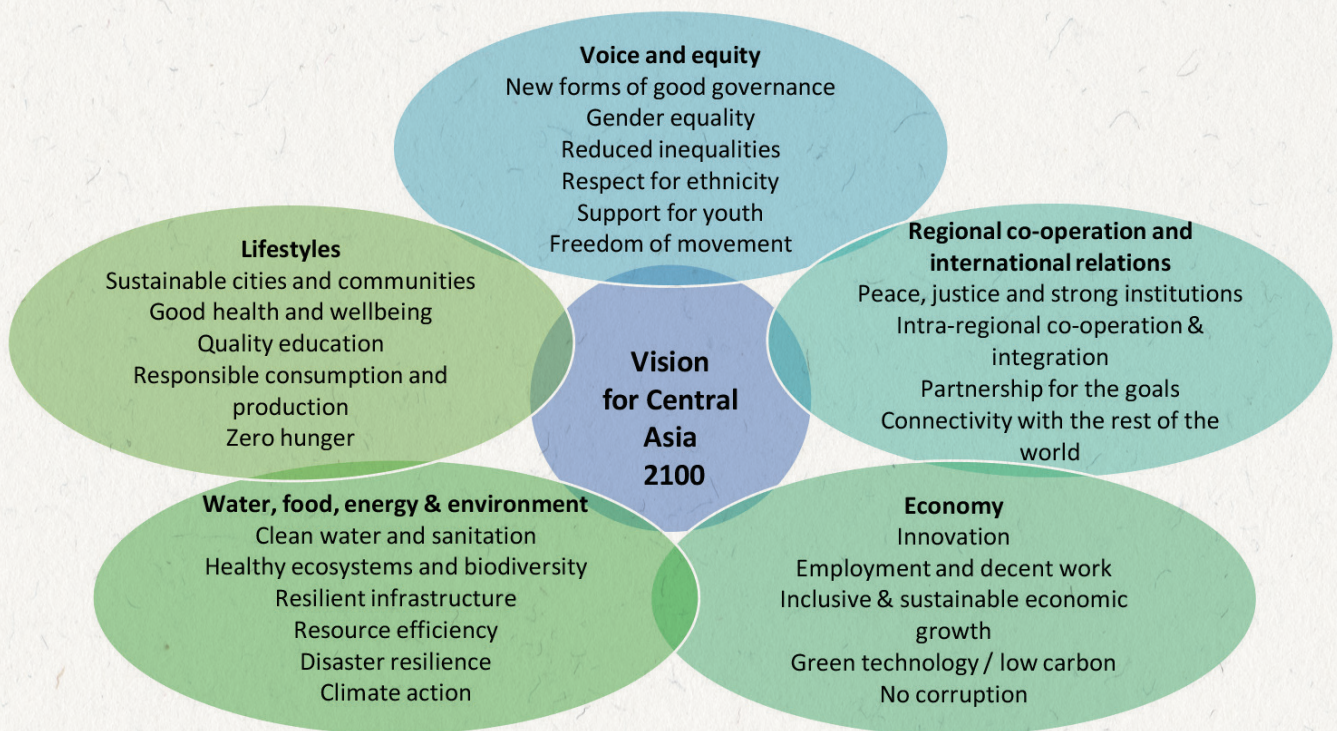 Voice and equity
New forms of good governance
Gender equality
Reduced inequalities
Respect for ethnicity
Support for youth
Freedom of movement
Lifestyles
Sustainable cities and communities
Good health and wellbeing
Quality education
Responsible consumption and
production
Zero hunger
Vision
for Central
Asia
2100
Regional co-operation and
international relations
Peace, justice and strong institutions
Intra-regional co-operation &
integration
Partnership for the goals
Connectivity with the rest of the
world
Water, food, energy & environment
Clean water and sanitation
Healthy ecosystems and biodiversity
Resilient infrastructure
Resource efficiency
Disaster resilience
Climate action
Economy
Innovation
Employment and decent work
Inclusive & sustainable economic
growth
Green technology / low carbon
No corruption